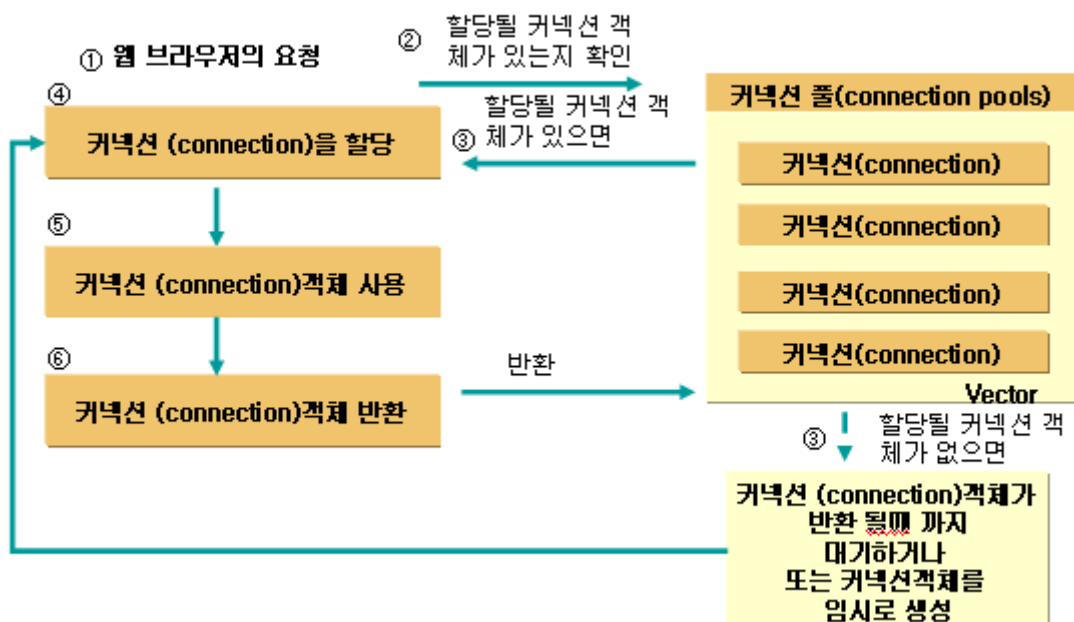 ① 웹 브라우저의 요청
② 할당될 커넥션 객
체가 있는지 확인
④
커넥션 (connection)을 할당
할당될 커넥션 객
③ 체가 있으면
커넥션 풀(connection pools)
커넥션(connection)
커넥션(connection)
커넥션(connection)
커넥션(connection)
Vector
⑤
커넥션 (connection)객체 사용
⑥
커넥션 (connection)객체 반환
반환
③ 할당될 커넥션 객
체가 없으면
커넥션 (connection)객체가
반환 될때 까지
대기하거나
또는 커넥션객체를
임시로 생성